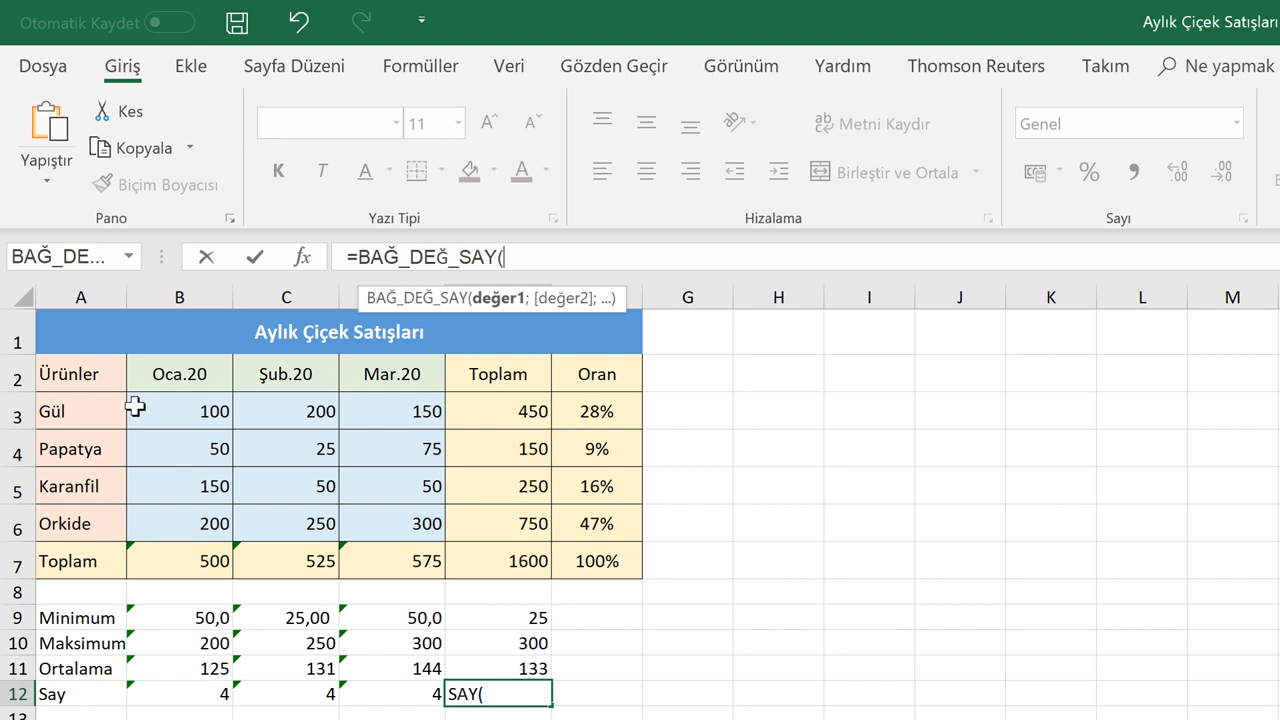 Otomatik Kaydet
Aylık Çiçek Satışları
Dosya Giriş Ekle Sayfa Düzeni Formüller Veri Gözden Geçir Görünüm Yardım Thomson Reuters Takım Ne yapmak
Yapıştır
Kes
Kopyala
Biçim Boyacısı
Pano
11
K T A A
Yazı Tipi
Metni Kaydır
Birleştir ve Ortala
Hizalama
Genel
Sayı
BAĞ_DE... fx =BAĞ_DEĞ_SAY(
BAĞ_DEĞ_SAY(değer1; [değer2]; ...)
A B C G H I J K L M
1 Aylık Çiçek Satışları
2 Ürünler Oca.20 Şub.20 Mar.20 Toplam Oran
3 Gül 100 200 150 450 28%
4 Papatya 50 25 75 150 9%
5 Karanfil 150 50 50 250 16%
6 Orkide 200 250 300 750 47%
7 Toplam 500 525 575 1600 100%
8
9 Minimum 50,0 25,00 50,0 25
10 Maksimum 200 250 300 300
11 Ortalama 125 131 144 133
12 Say 4 4 4 SAY(
13